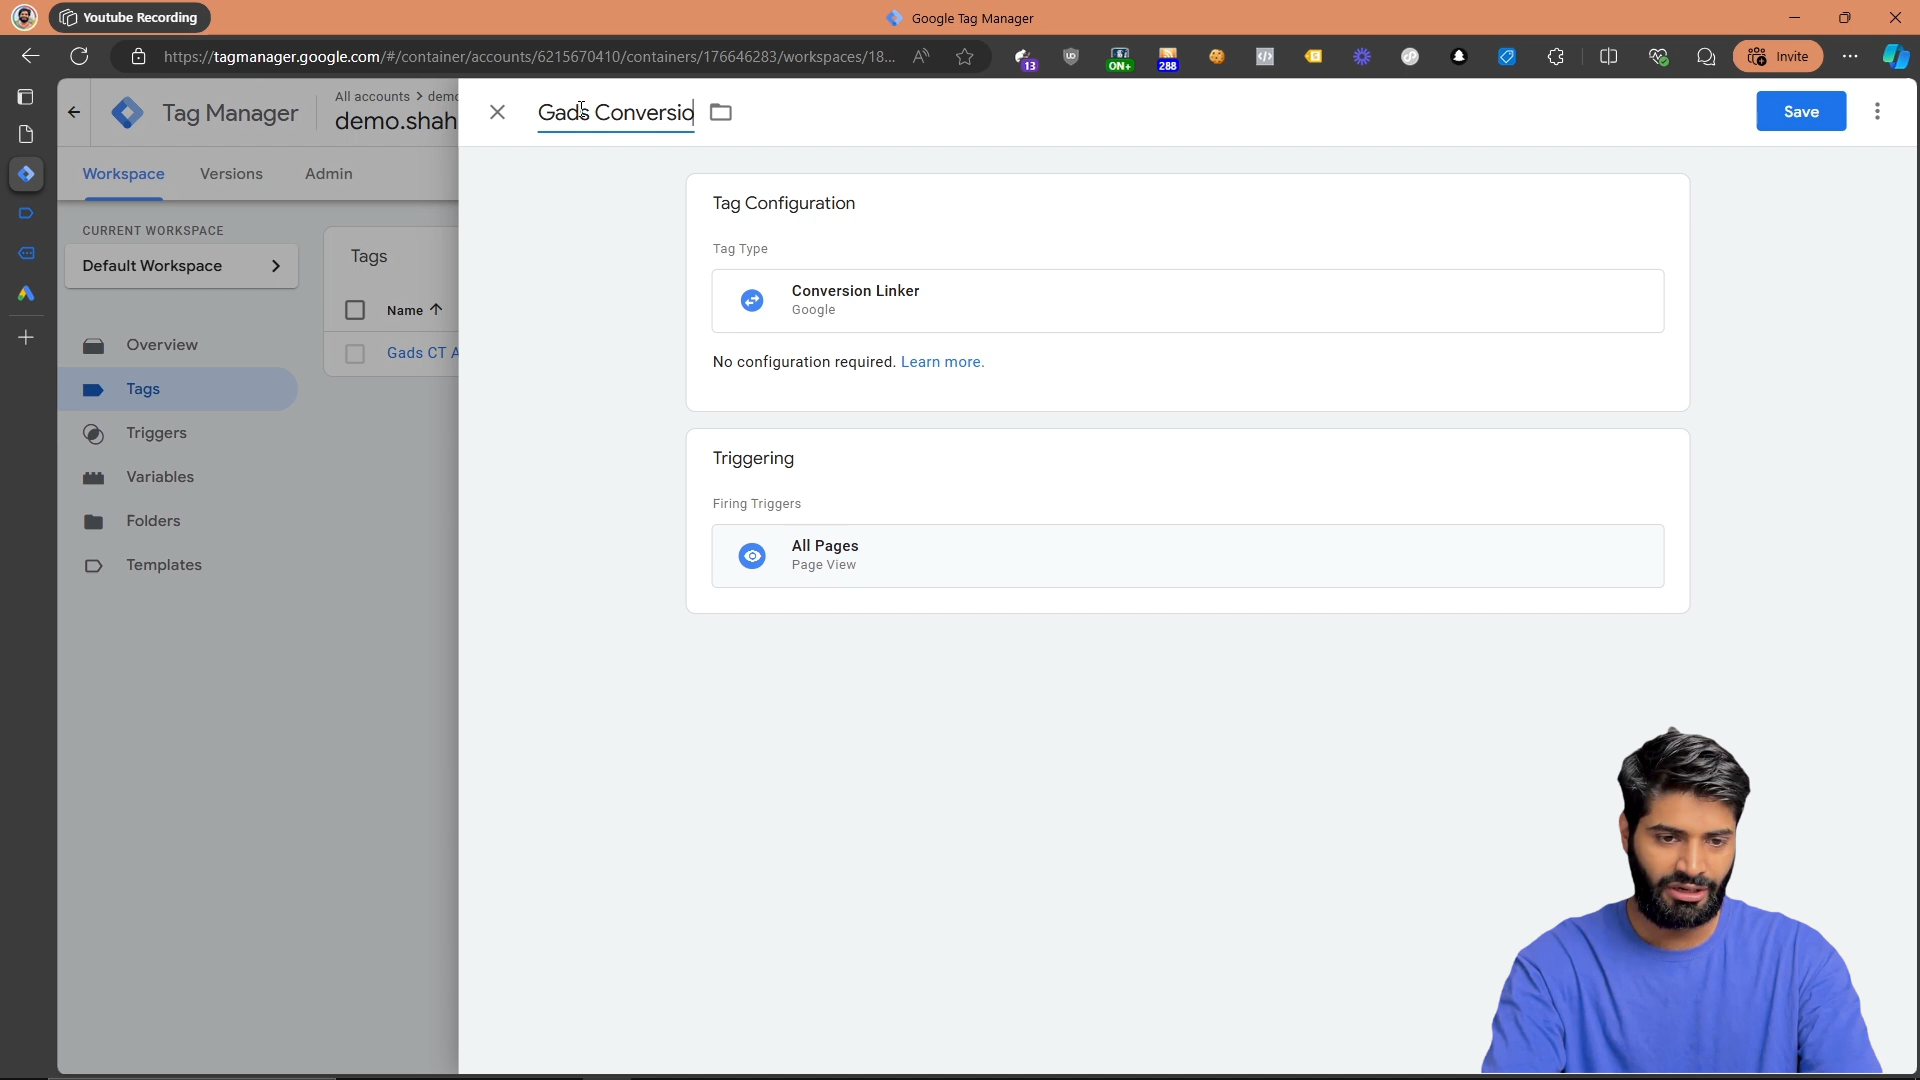 Youtube Recording
Google Tag Manager
https://tagmanager.google.com/#/container/accounts/6215670410/containers/176646283/workspaces/18...
13
ON+
288
Invite
Tag Manager
All accounts > demo
demo.shah
Gads Conversio
Save
Workspace
Versions
Admin
CURRENT WORKSPACE
Default Workspace
Overview
Tags
Triggers
Variables
Folders
Templates
Tags
Name
Gads CT A
Tag Configuration
Tag Type
Conversion Linker
Google
No configuration required. Learn more.
Triggering
Firing Triggers
All Pages
Page View